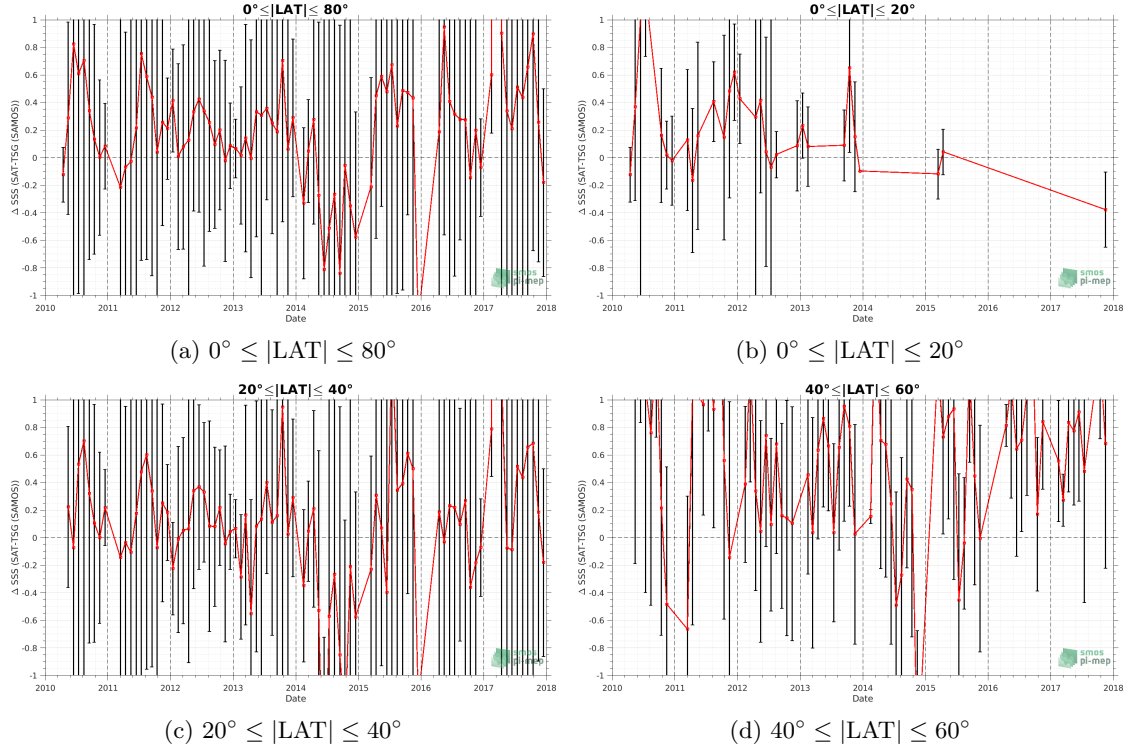 0°≤|LAT|≤ 80°
Δ SSS (SAT-TSG (SAMOS))
1
0.8
0.6
0.4
0.2
0
-0.2
-0.4
-0.6
-0.8
-1
2010 2011 2012 2013 2014 2015 2016 2017 2018
Date
smos
pi-mep
(a) 0° ≤ |LAT| ≤ 80°
0°≤|LAT|≤ 20°
Δ SSS (SAT-TSG (SAMOS))
1
0.8
0.6
0.4
0.2
0
-0.2
-0.4
-0.6
-0.8
-1
2010 2011 2012 2013 2014 2015 2016 2017 2018
Date
smos
pi-mep
(b) 0° ≤ |LAT| ≤ 20°
20°≤|LAT|≤ 40°
Δ SSS (SAT-TSG (SAMOS))
1
0.8
0.6
0.4
0.2
0
-0.2
-0.4
-0.6
-0.8
-1
2010 2011 2012 2013 2014 2015 2016 2017 2018
Date
smos
pi-mep
(c) 20° ≤ |LAT| ≤ 40°
40°≤|LAT|≤ 60°
Δ SSS (SAT-TSG (SAMOS))
1
0.8
0.6
0.4
0.2
0
-0.2
-0.4
-0.6
-0.8
-1
2010 2011 2012 2013 2014 2015 2016 2017 2018
Date
smos
pi-mep
(d) 40° ≤ |LAT| ≤ 60°